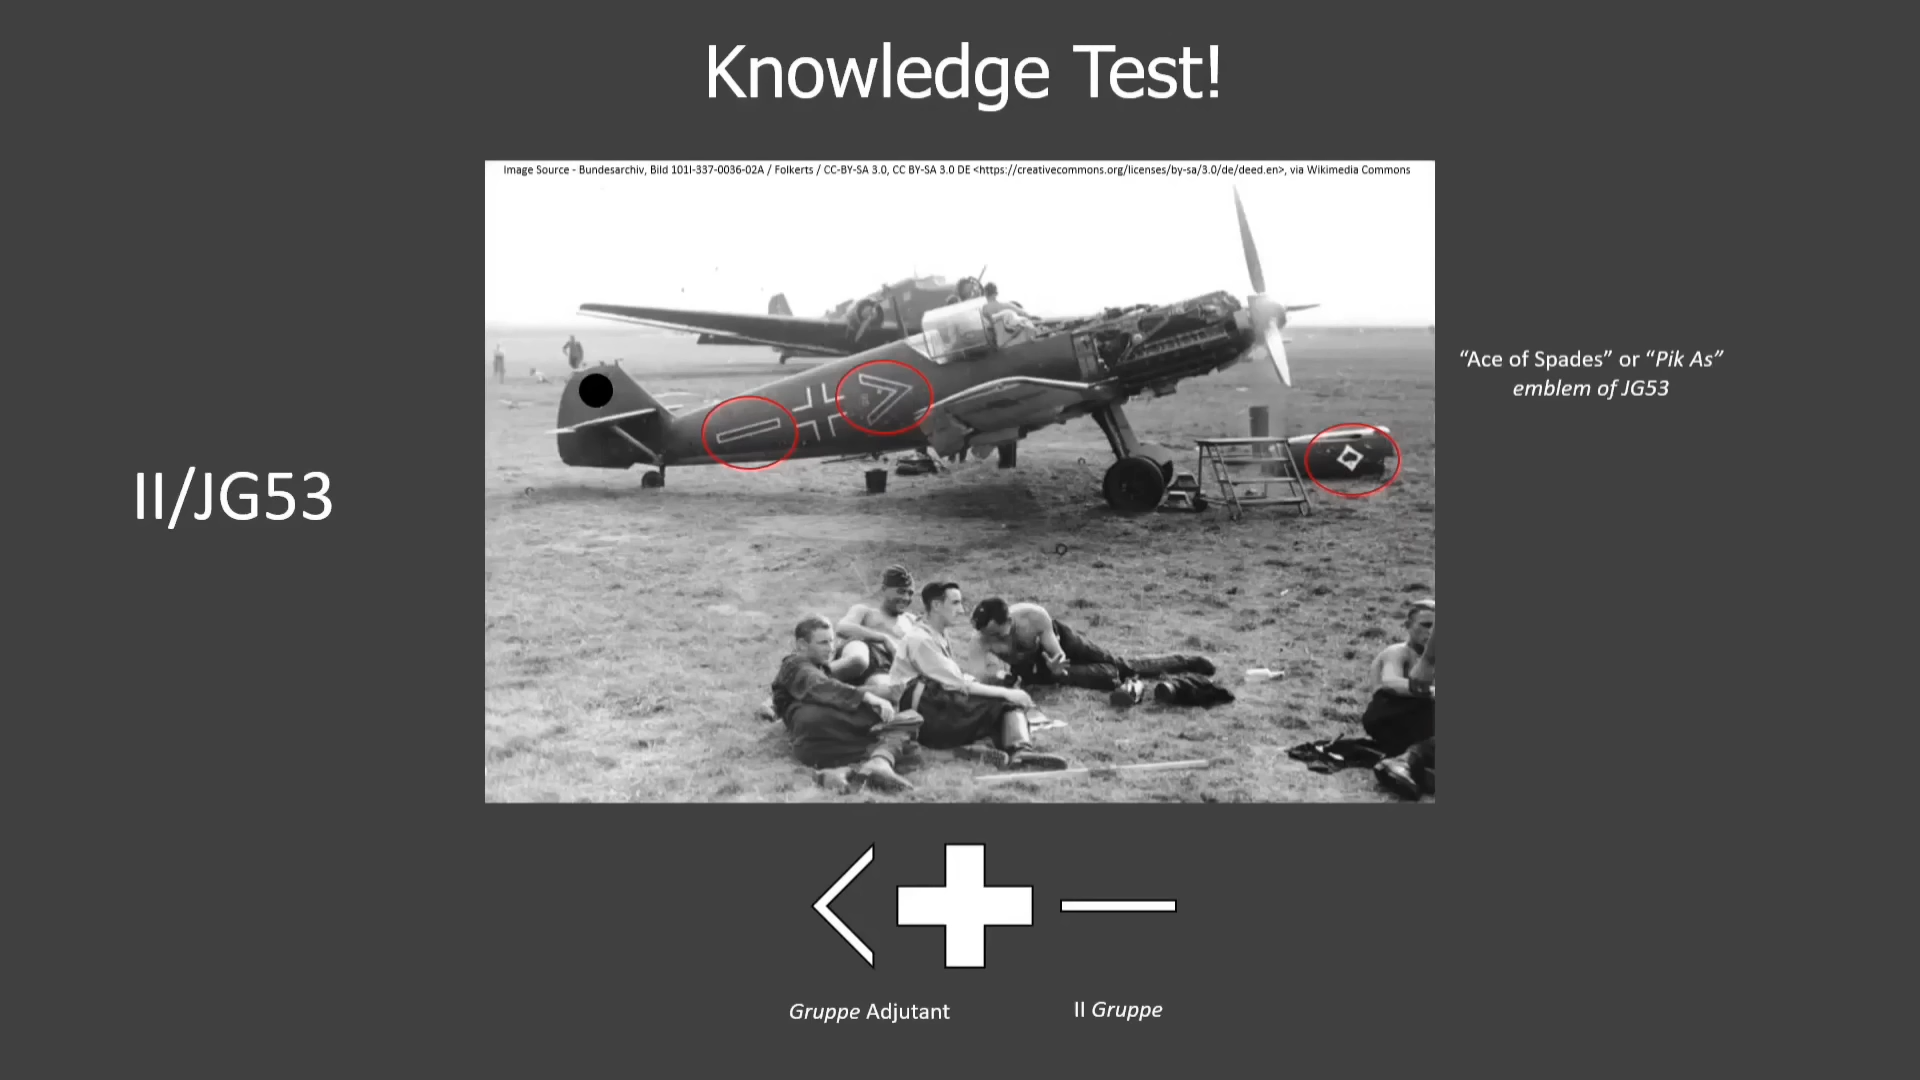 Knowledge Test!
Image Source - Bundesarchiv, Bild 101I-337-0036-02A / Folkerts / CC-BY-SA 3.0, CC BY-SA 3.0 DE <https://creativecommons.org/licenses/by-sa/3.0/de/deed.en>, via Wikimedia Commons
"Ace of Spades" or "Pik As"
emblem of JG53
II/JG53
Gruppe Adjutant
II Gruppe